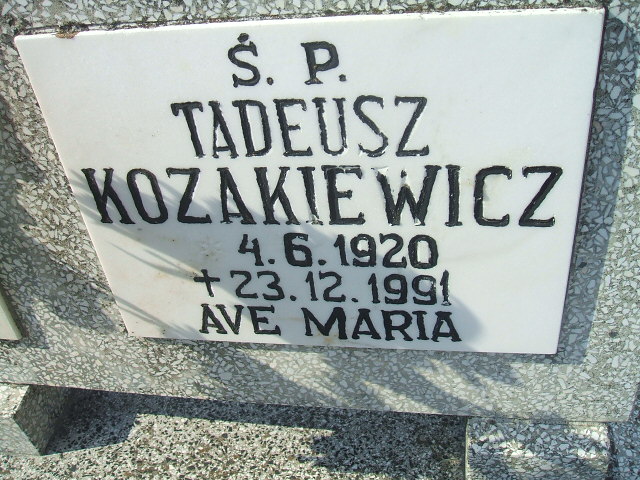 Ś. P.
TADEUSZ
KOZAKIEWICZ
4.6.1920
+23.12.1991
AVE MARIA